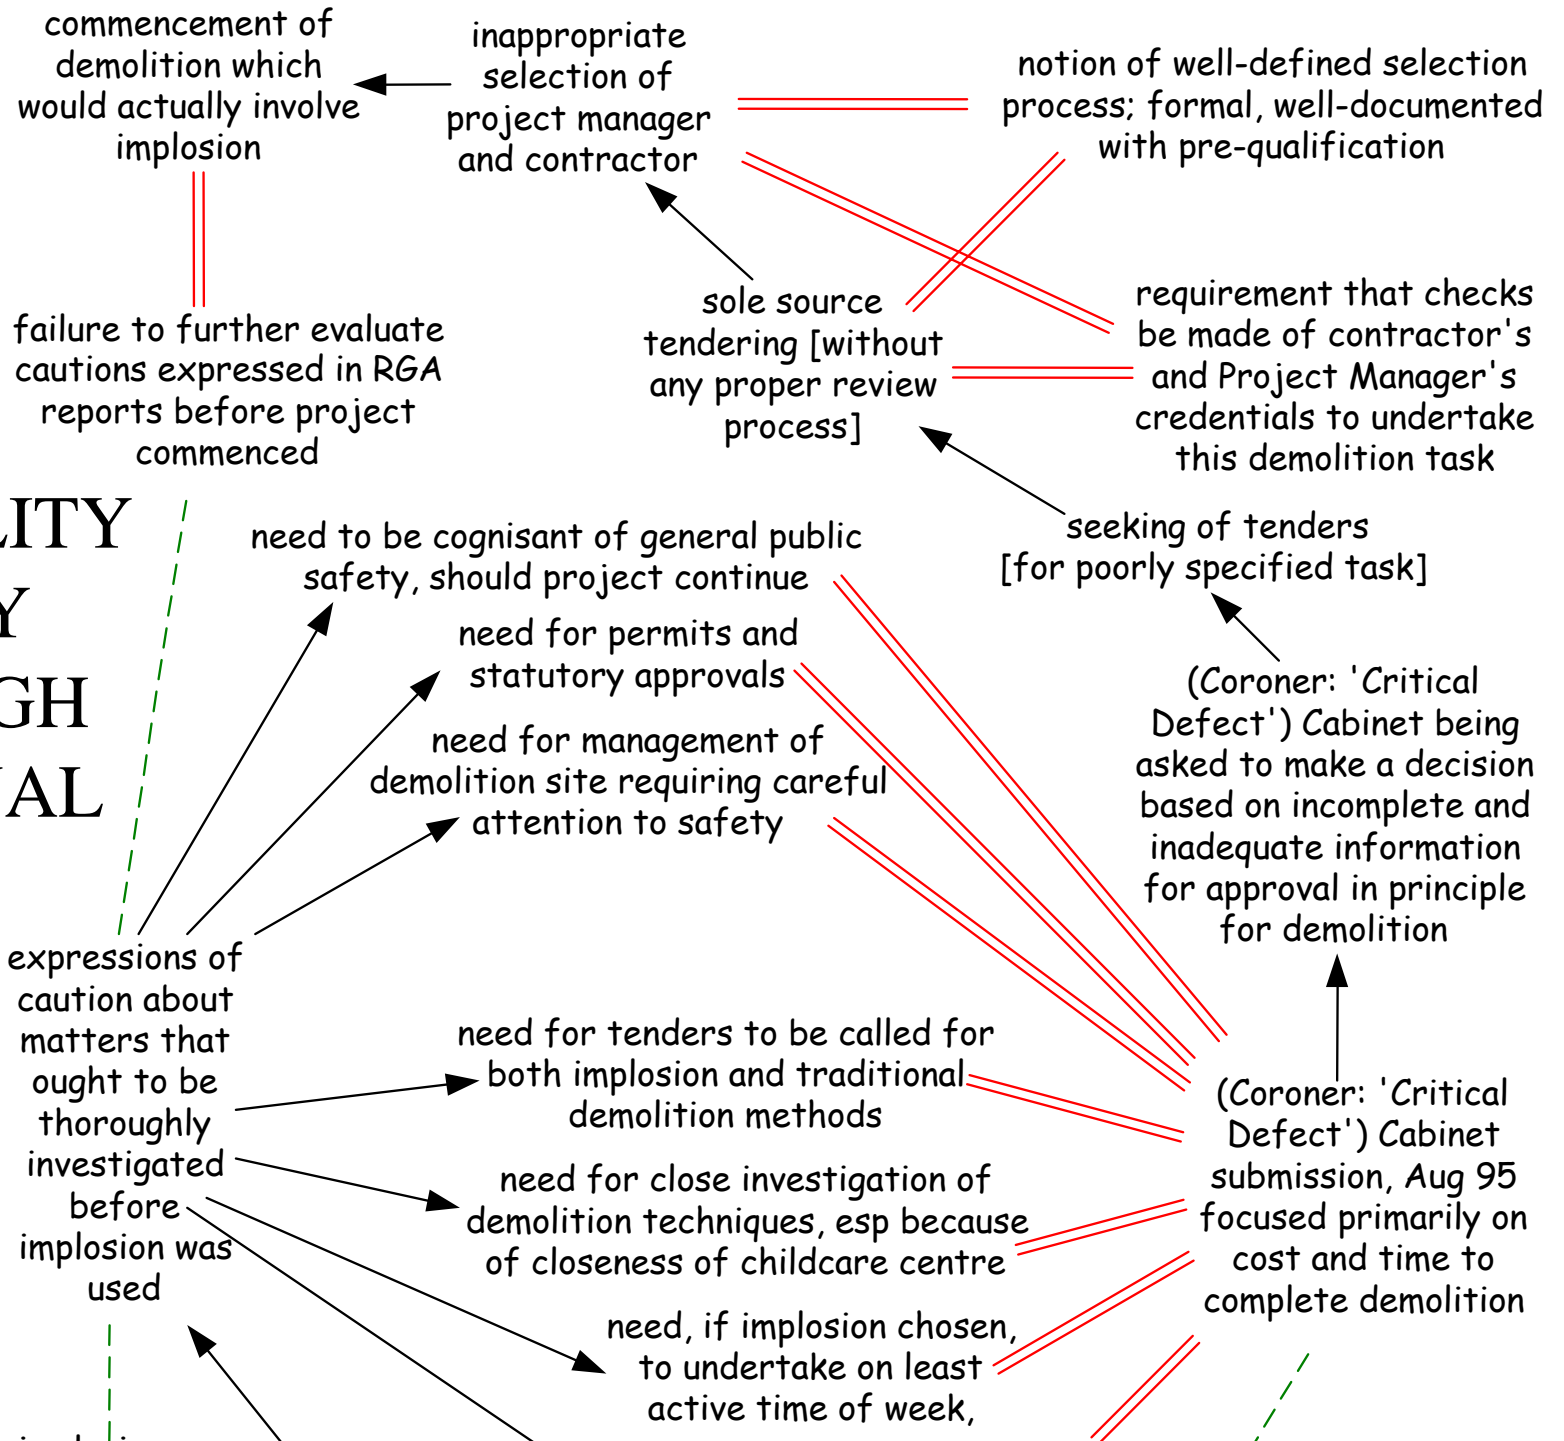 commencement of
demolition which
would actually involve
implosion
inappropriate
selection of
project manager
and contractor
notion of well-defined selection
process; formal, well-documented
with pre-qualification
failure to further evaluate
cautions expressed in RGA
reports before project
commenced
sole source
tendering [without
any proper review
process]
requirement that checks
be made of contractor's
and Project Manager's
credentials to undertake
this demolition task
seeking of tenders
[for poorly specified task]
LITY
Y
GH
VAL
need to be cognisant of general public
safety, should project continue
need for permits and
statutory approvals
need for management of
demolition site requiring careful
attention to safety
(Coroner: 'Critical
Defect') Cabinet being
asked to make a decision
based on incomplete and
inadequate information
for approval in principle
for demolition
expressions of
caution about
matters that
ought to be
thoroughly
investigated
before
implosion was
used
need for tenders to be called for
both implosion and traditional
demolition methods
need for close investigation of
demolition techniques, esp because
of closeness of childcare centre
need, if implosion chosen,
to undertake on least
active time of week,
(Coroner: 'Critical
Defect') Cabinet
submission, Aug 95
focused primarily on
cost and time to
complete demolition